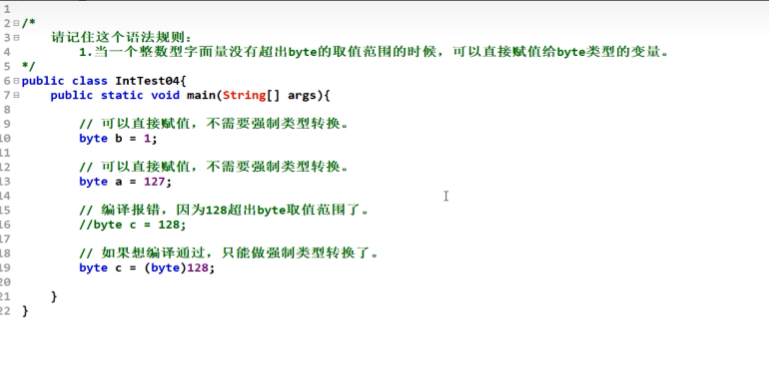 1
2 /*
3 请记住这个语法规则:
4 1.当一个整数型字面量没有超出byte的取值范围的时候，可以直接赋值给byte类型的变量。
5 */
6 public class IntTest04{
7 public static void main(String[] args){
8
9 // 可以直接赋值，不需要强制类型转换。
10 byte b = 1;
11
12 // 可以直接赋值，不需要强制类型转换。
13 byte a = 127;
14
15 // 编译报错，因为128超出byte取值范围了。
16 //byte c = 128;
17
18 // 如果想编译通过，只能做强制类型转换了。
19 byte c = (byte)128;
20
21 }
22 }